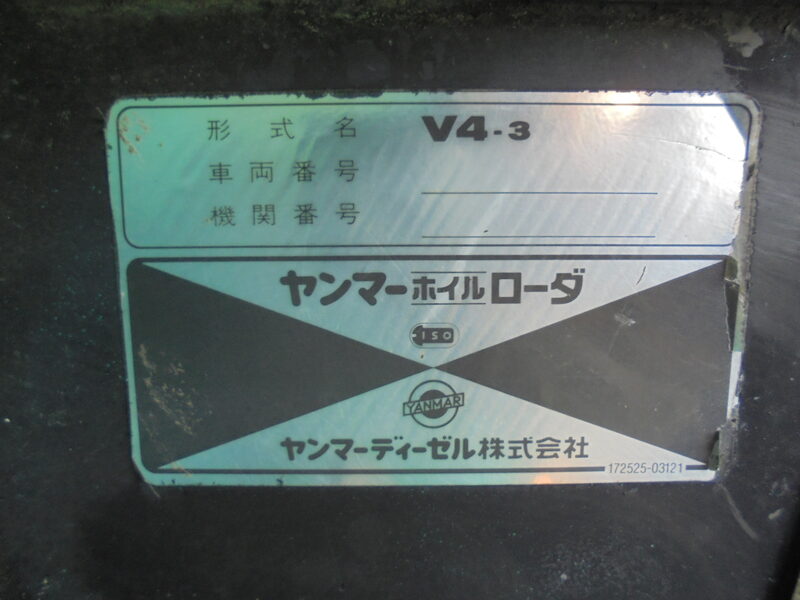 形式名 V4-3
車両番号
機関番号
ヤンマーホイルローダ
ISO
YANMAR
ヤンマーディーゼル株式会社
172525-03121